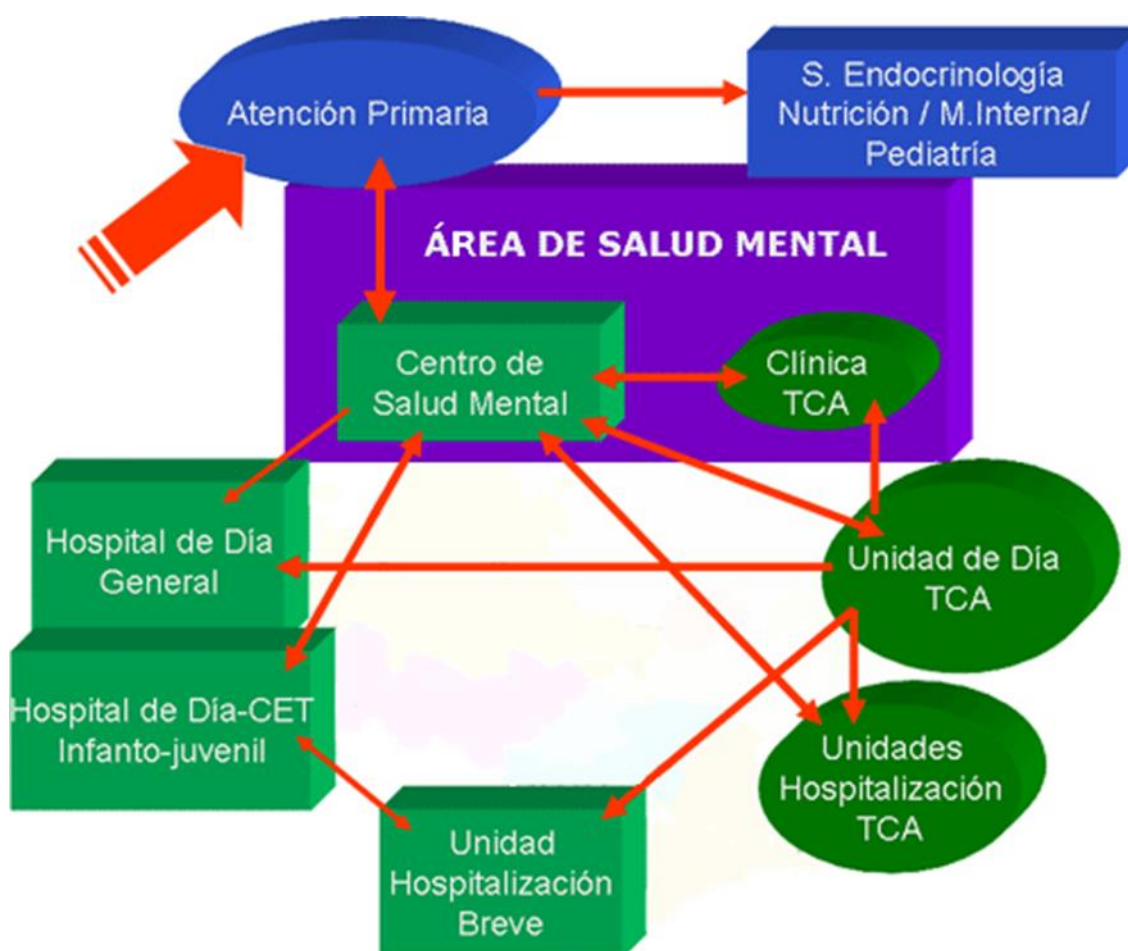 Atención Primaria
S. Endocrinología
Nutrición / M.Interna/
Pediatría
ÁREA DE SALUD MENTAL
Centro de
Salud Mental
Clínica
TCA
Hospital de Día
General
Unidad de Día
TCA
Hospital de Día-CET
Infanto-juvenil
Unidades
Hospitalización
TCA
Unidad
Hospitalización
Breve